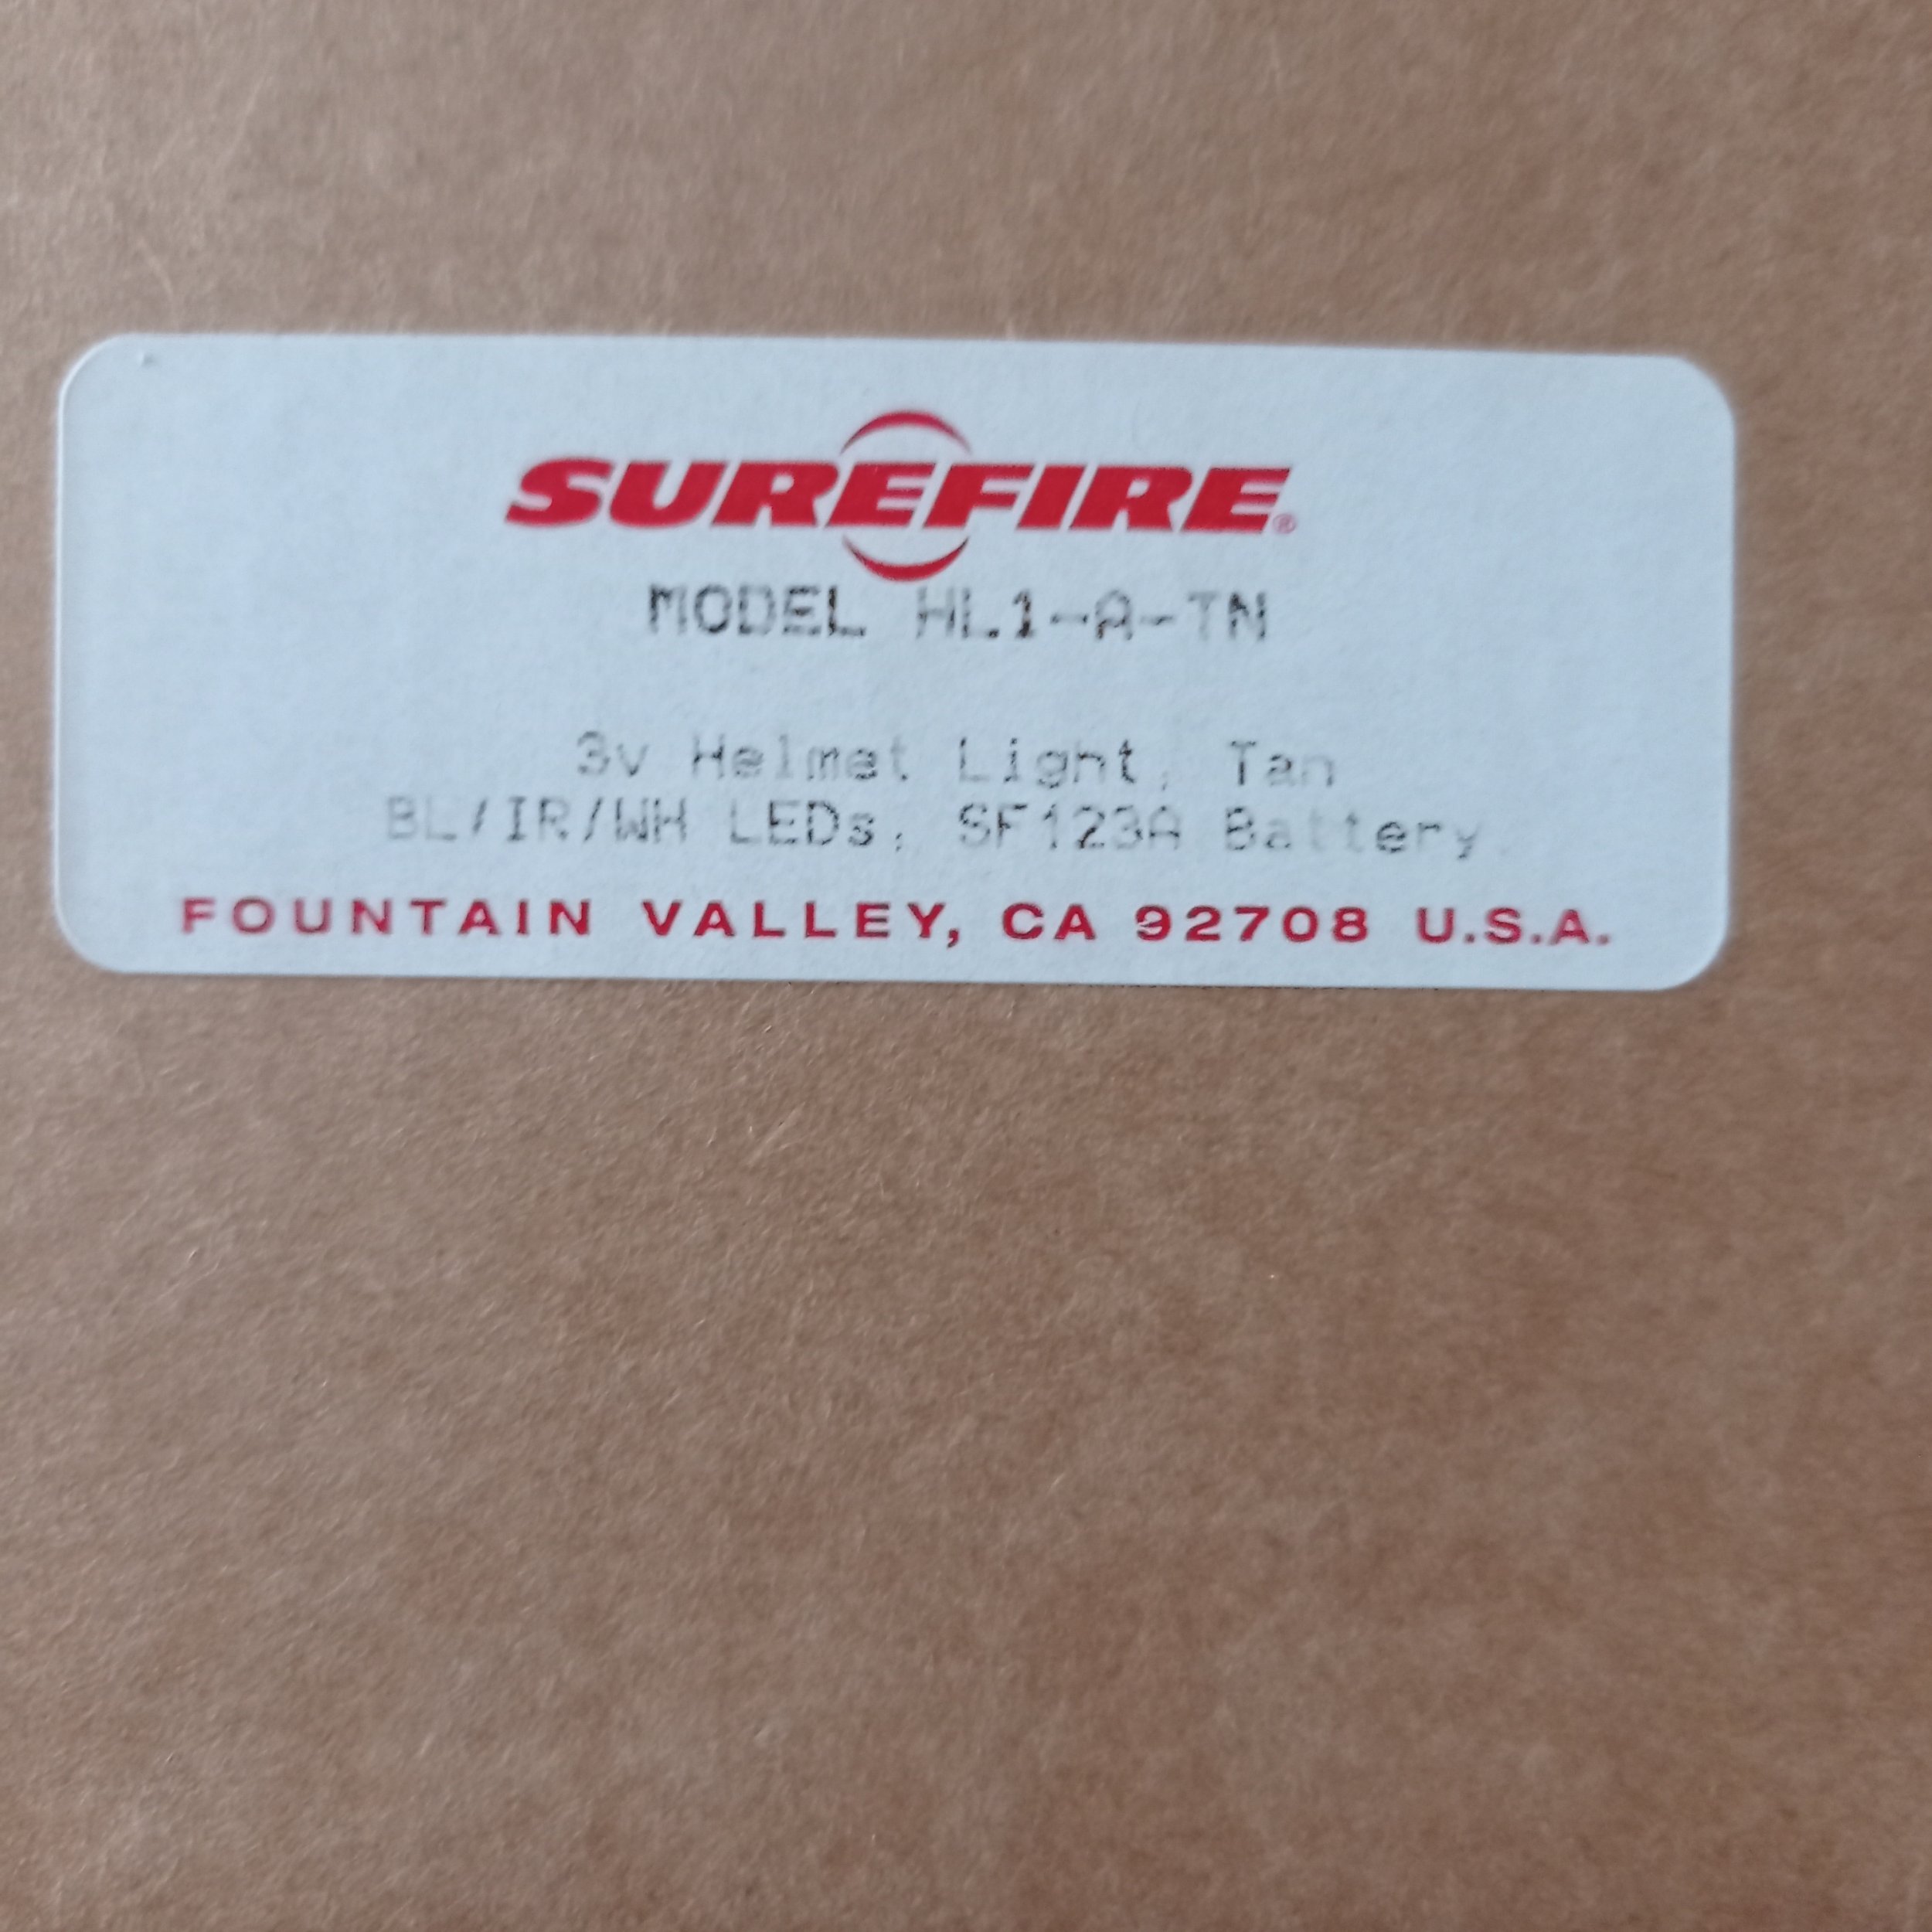 SUREFIRE®
MODEL HL1-A-TN
3v Helmet Light, Tan
BL/IR/WH LEDs, SF123A Battery.
FOUNTAIN VALLEY, CA 92708 U.S.A.